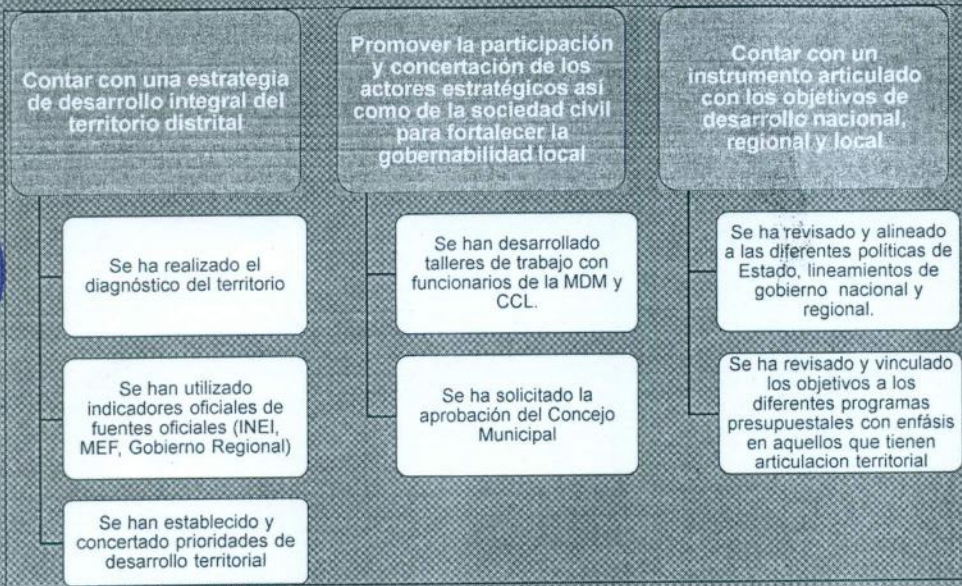 Contar con una estrategia
de desarrollo integral del
territorio distrital
Se ha realizado el
diagnóstico del territorio
Se han utilizado
indicadores oficiales de
fuentes oficiales (INEI,
MEF, Gobierno Regional)
Se han establecido y
concertado prioridades de
desarrollo territorial
Promover la participación
y concertación de los
actores estratégicos así
como de la sociedad civil
para fortalecer la
gobernabilidad local
Se han desarrollado
talleres de trabajo con
funcionarios de la MDM y
CCL.
Se ha solicitado la
aprobación del Concejo
Municipal
Contar con un
instrumento articulado
con los objetivos de
desarrollo nacional,
regional y local
Se ha revisado y alineado
a las diferentes políticas de
Estado, lineamientos de
gobierno nacional y
regional.
Se ha revisado y vinculado
los objetivos a los
diferentes programas
presupuestales con enfásis
en aquellos que tienen
articulacion territorial